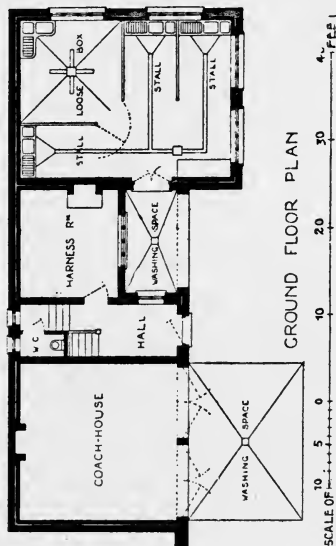 LOOSE BOX
STALL
STALL
STALL
HARNESS Rm
WASHING SPACE
W.C
HALL
COACH-HOUSE
WASHING SPACE
GROUND FLOOR PLAN
SCALE OF 10 5 0 10 20 30 40 FEET